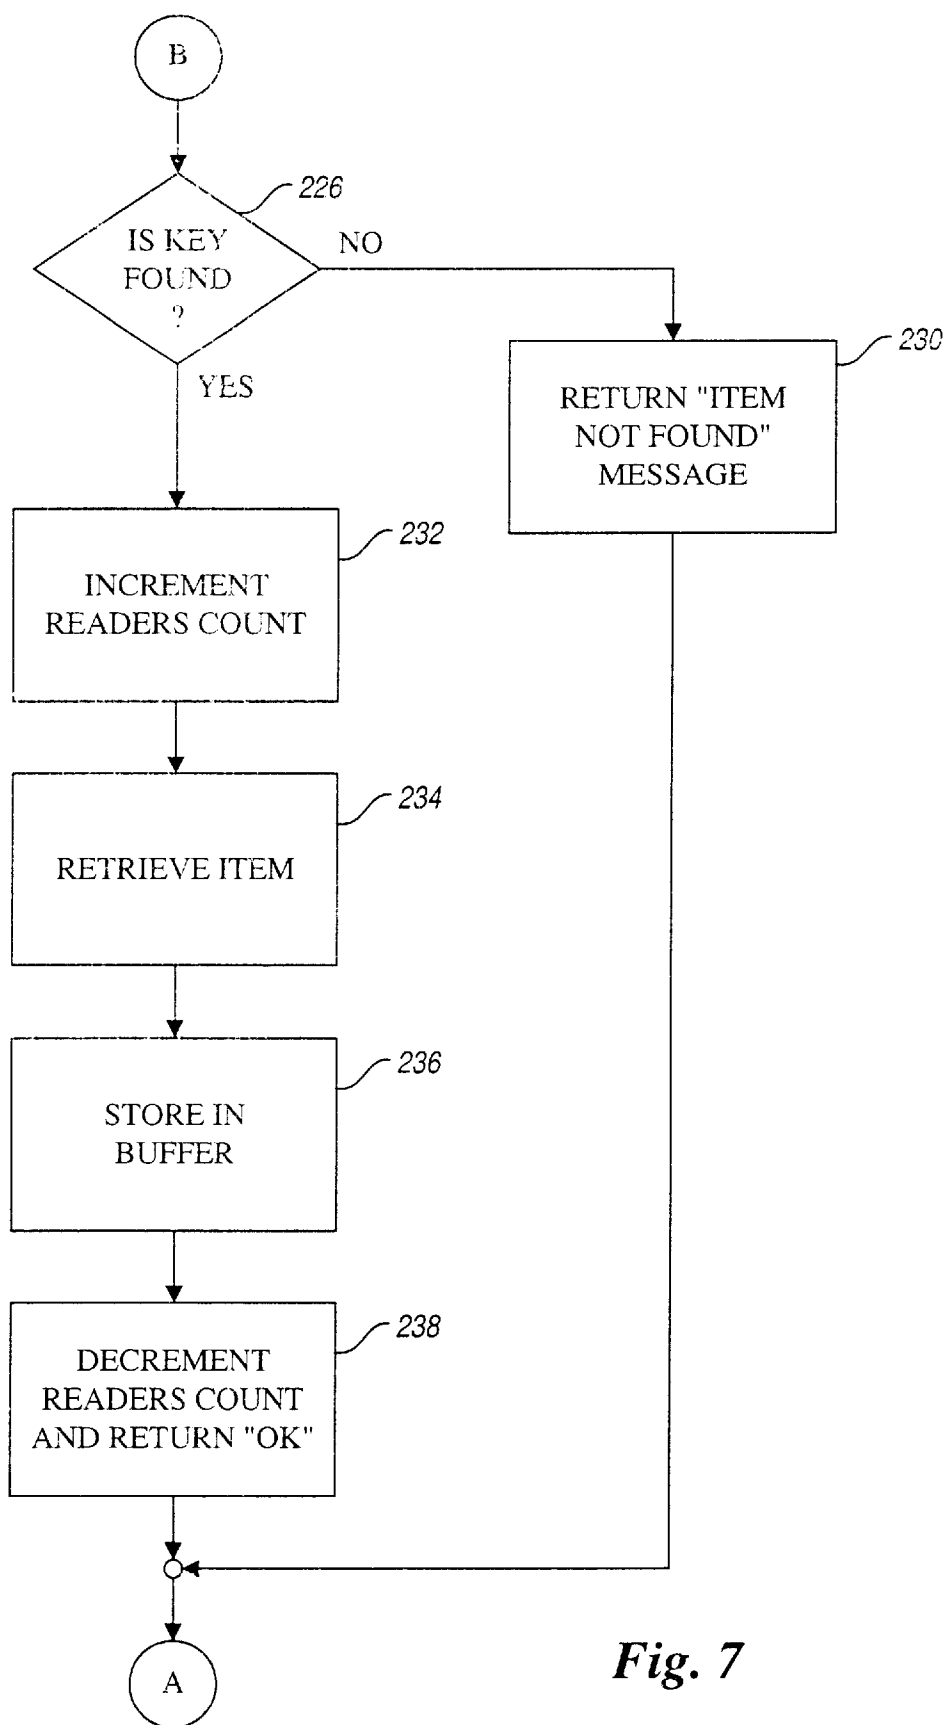 B
226
IS KEY
FOUND
?
NO
YES
230
RETURN "ITEM
NOT FOUND"
MESSAGE
232
INCREMENT
READERS COUNT
234
RETRIEVE ITEM
236
STORE IN
BUFFER
238
DECREMENT
READERS COUNT
AND RETURN "OK"
A
Fig. 7